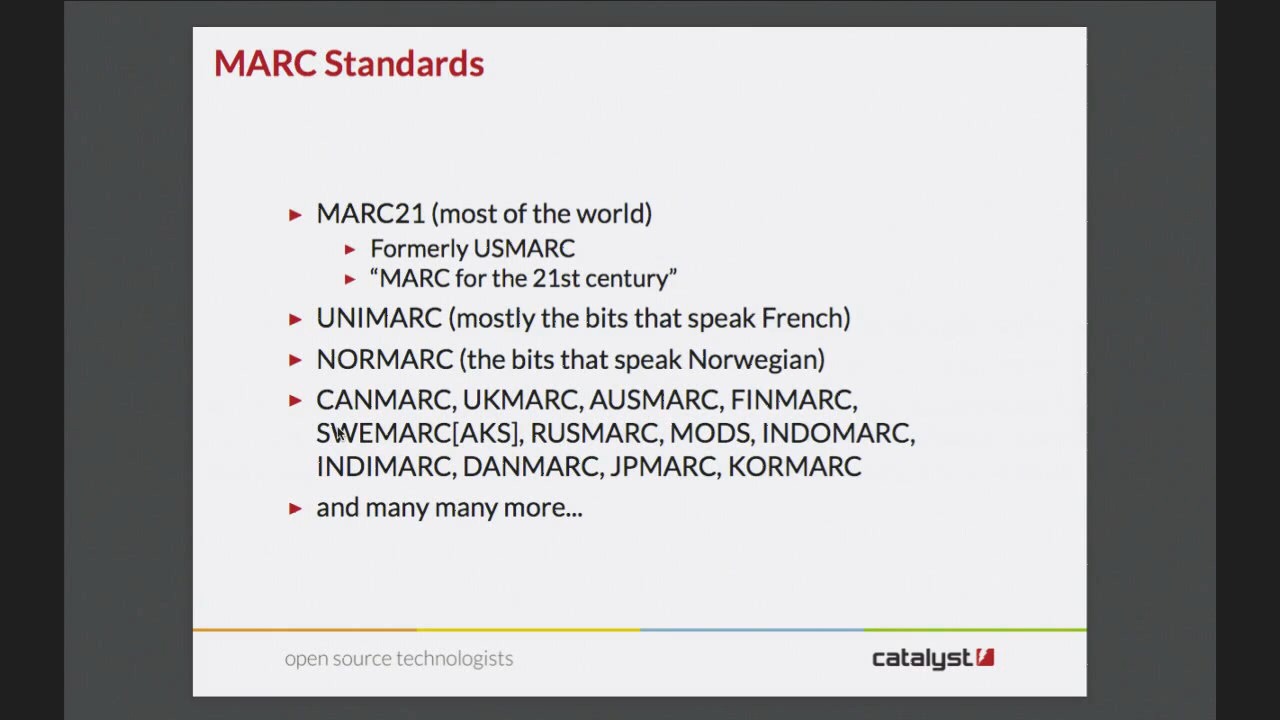 MARC Standards
MARC21 (most of the world)
Formerly USMARC
“MARC for the 21st century”
UNIMARC (mostly the bits that speak French)
NORMARC (the bits that speak Norwegian)
CANMARC, UKMARC, AUSMARC, FINMARC,
SWEMARC[AKS], RUSMARC, MODS, INDOMARC,
INDIMARC, DANMARC, JPMARC, KORMARC
and many many more...
open source technologists
catalyst